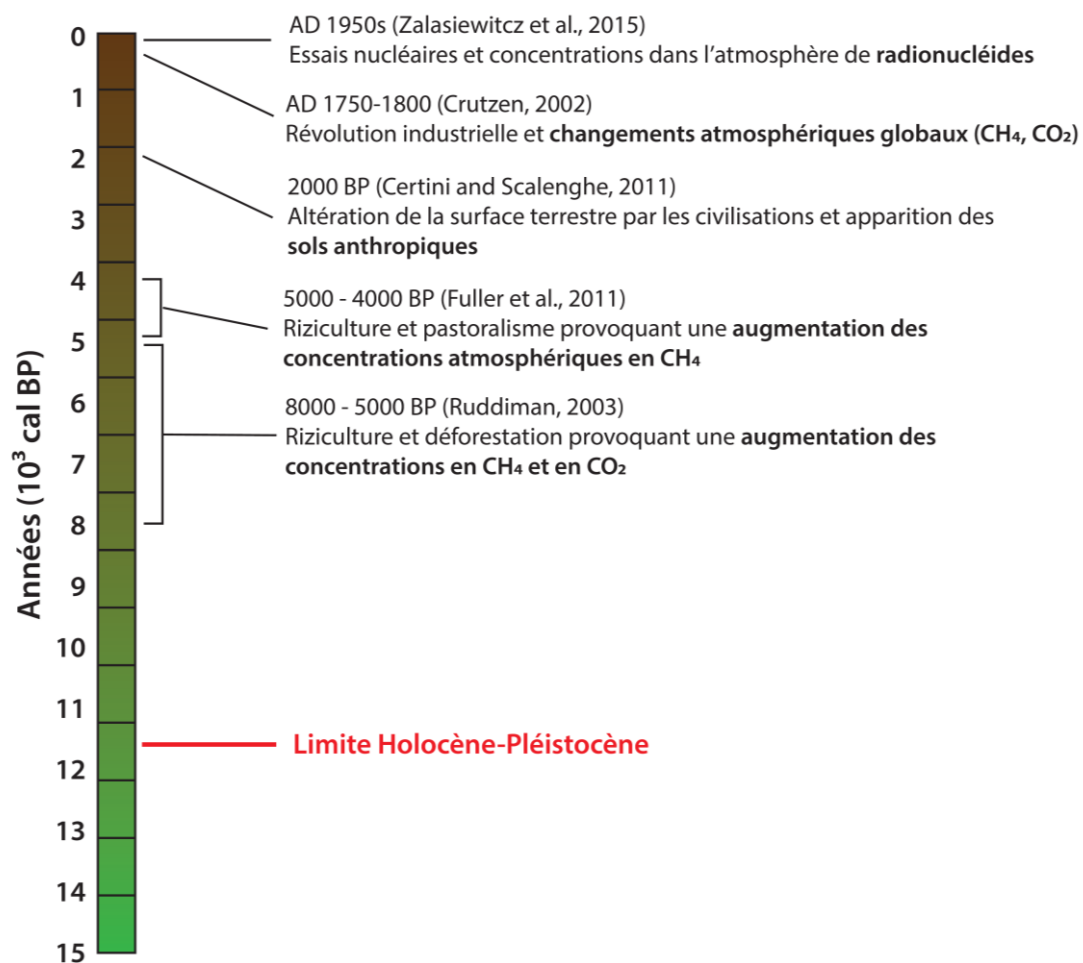 AD 1950s (Zalasiewitcz et al., 2015)
Essais nucléaires et concentrations dans l'atmosphère de radionucléides
AD 1750-1800 (Crutzen, 2002)
Révolution industrielle et changements atmosphériques globaux (CH₄, CO₂)
2000 BP (Certini and Scalenghe, 2011)
Altération de la surface terrestre par les civilisations et apparition des
sols anthropiques
5000 - 4000 BP (Fuller et al., 2011)
Riziculture et pastoralisme provoquant une augmentation des
concentrations atmosphériques en CH₄
8000 - 5000 BP (Ruddiman, 2003)
Riziculture et déforestation provoquant une augmentation des
concentrations en CH₄ et en CO₂
Limite Holocène-Pléistocène
Années (10³ cal BP)
0
1
2
3
4
5
6
7
8
9
10
11
12
13
14
15